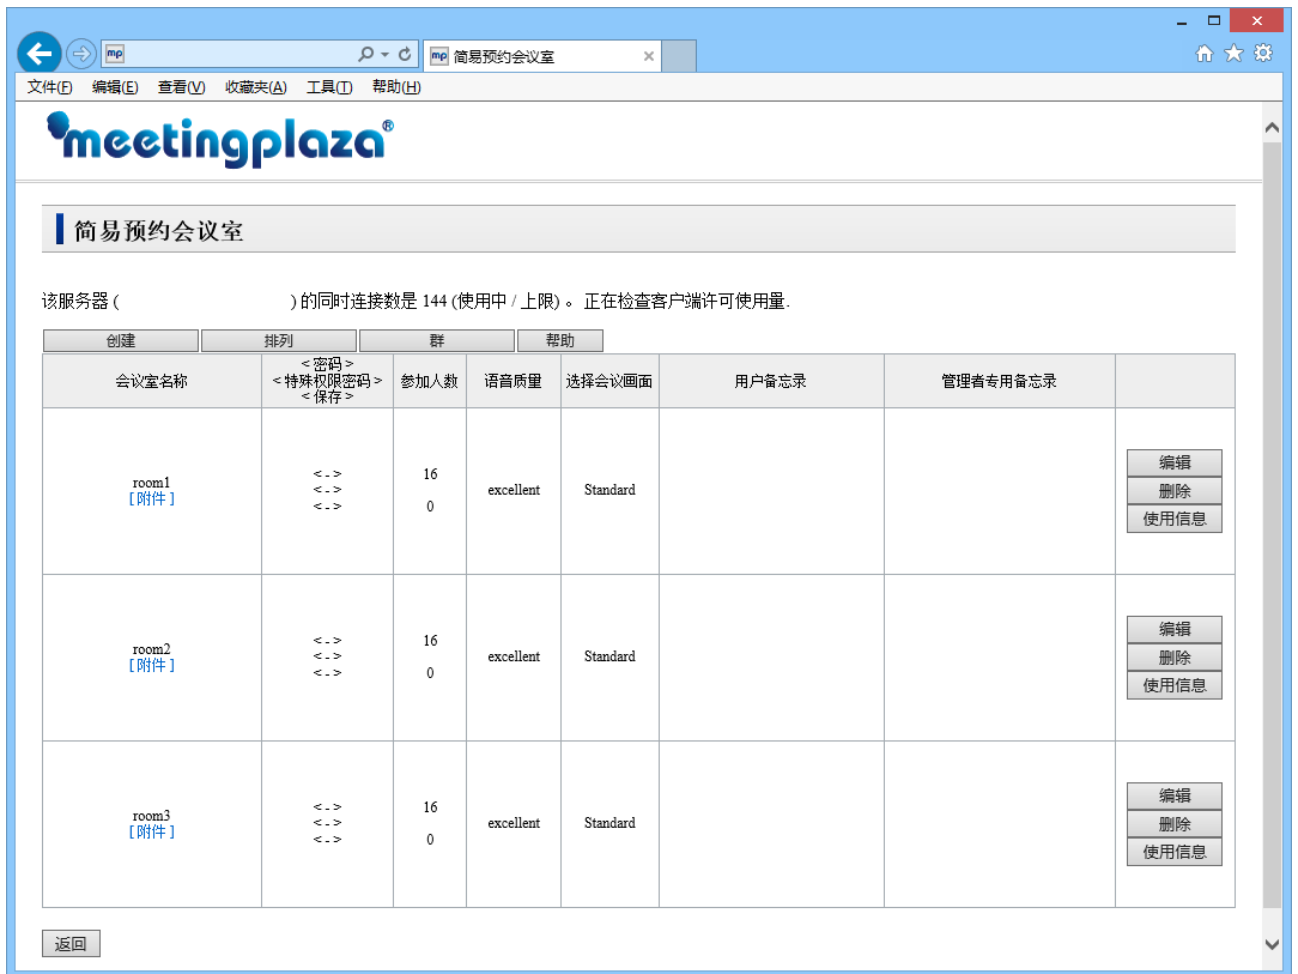 mp 简易预约会议室
文件(F) 编辑(E) 查看(V) 收藏夹(A) 工具(T) 帮助(H)
meetingplaza®
简易预约会议室
该服务器 ( ) 的同时连接数是 144 (使用中 / 上限) 。 正在检查客户端许可使用量.
创建 排列 群 帮助
会议室名称 <密码> <特殊权限密码> <保存> 参加人数 语音质量 选择会议画面 用户备忘录 管理者专用备忘录
room1
[ 附件 ]
<->
<->
<->
16
0
excellent
Standard
编辑
删除
使用信息
room2
[ 附件 ]
<->
<->
<->
16
0
excellent
Standard
编辑
删除
使用信息
room3
[ 附件 ]
<->
<->
<->
16
0
excellent
Standard
编辑
删除
使用信息
返回